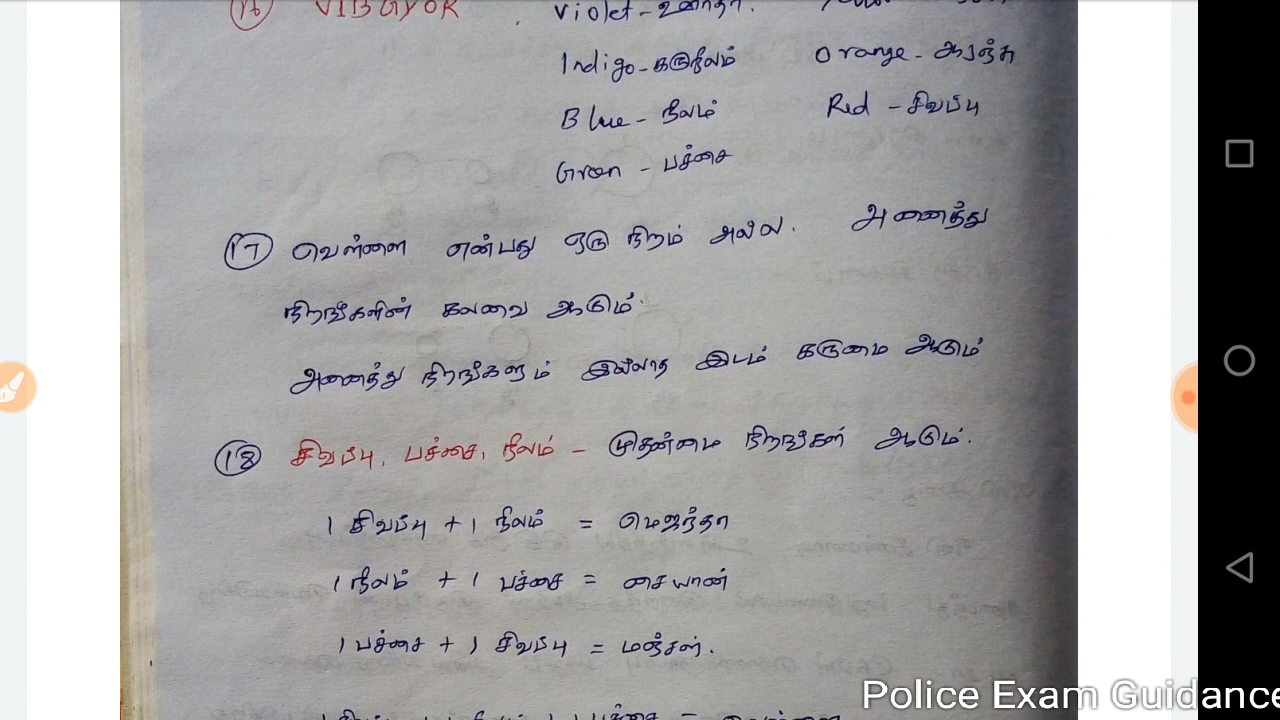 16 VIBGYOR Violet - ஊதா.
Indigo - கருநீலம் Orange - ஆரஞ்சு
Blue - நீலம் Red - சிவப்பு
Green - பச்சை
17 வெள்ளை என்பது ஒரு நிறம் அல்ல. அனைத்து
நிறங்களின் கலவை ஆகும்.
அனைத்து நிறங்களும் இல்லாத இடம் கருமை ஆகும்
18 சிவப்பு, பச்சை, நீலம் - முதன்மை நிறங்கள் ஆகும்.
1 சிவப்பு + 1 நீலம் = மெஜந்தா
1 நீலம் + 1 பச்சை = சையான்
1 பச்சை + 1 சிவப்பு = மஞ்சள்.
Police Exam Guidance